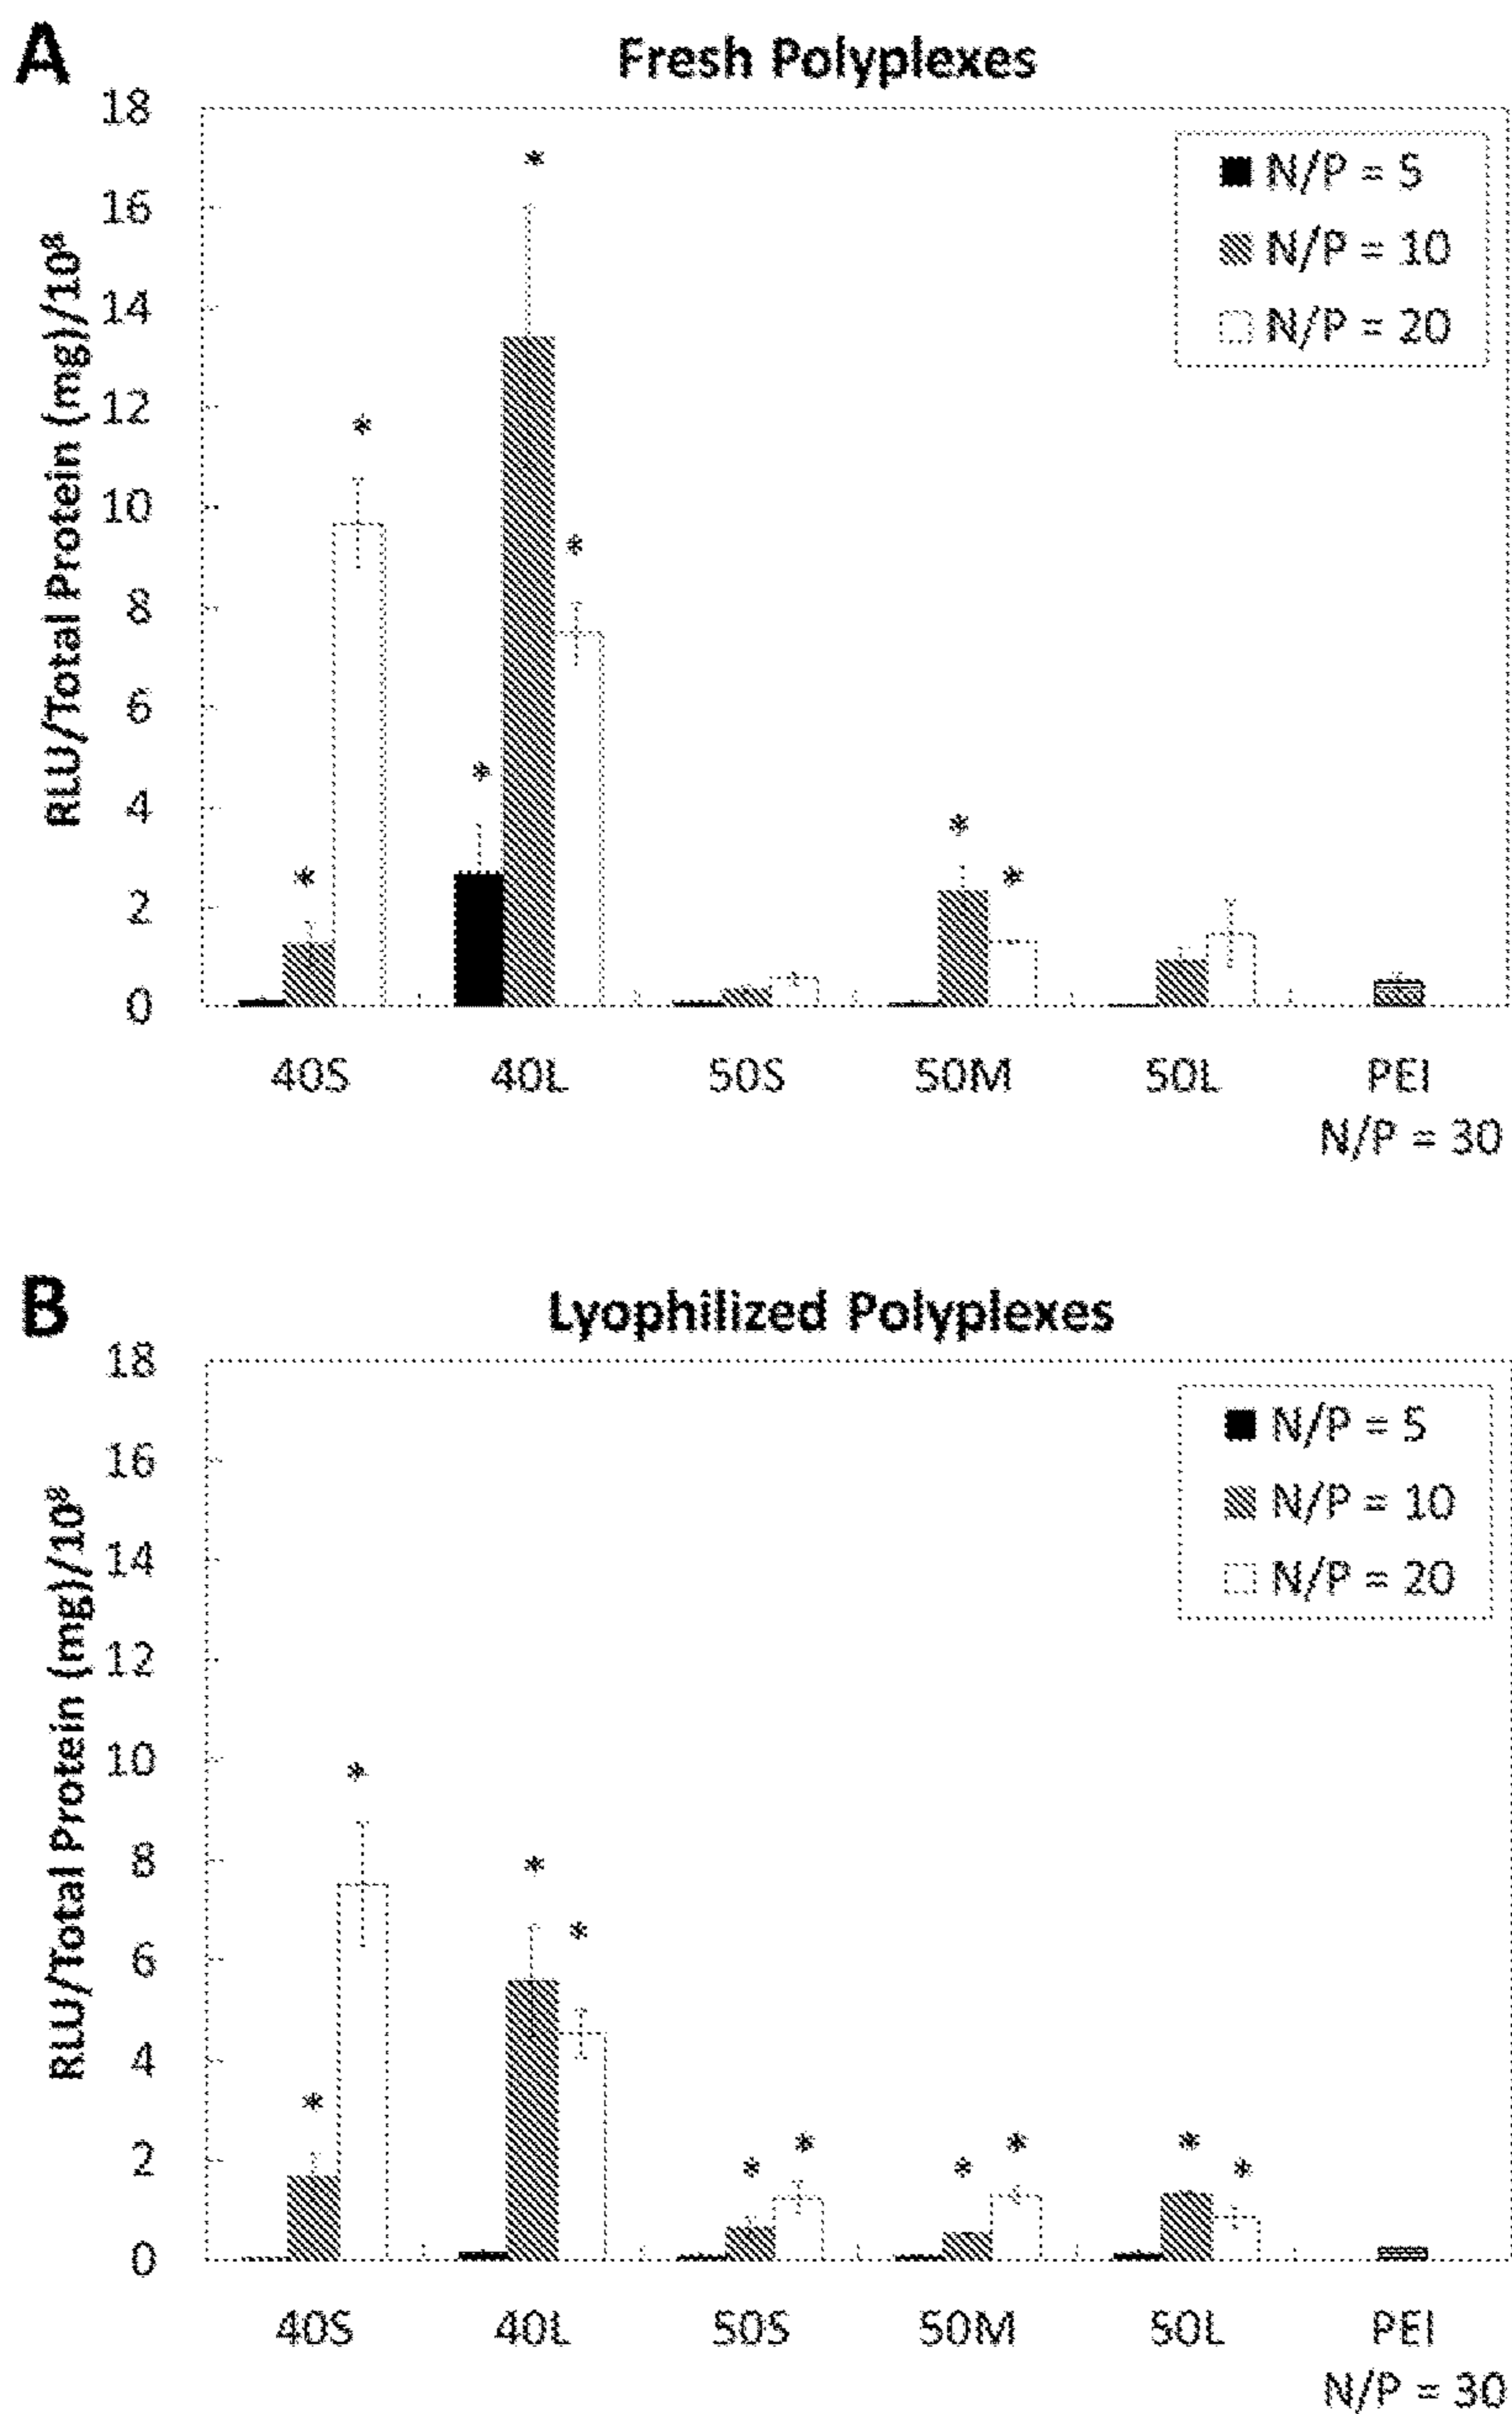 A
Fresh Polyplexes
RLU/Total Protein (mg)/10⁸
18
16
14
12
10
8
6
4
2
0
N/P = 5
N/P = 10
N/P = 20
*
*
*
*
*
*
*
40S 40L 50S 50M 50L PEI
N/P = 30
B
Lyophilized Polyplexes
RLU/Total Protein (mg)/10⁸
18
16
14
12
10
8
6
4
2
0
N/P = 5
N/P = 10
N/P = 20
*
*
*
*
*
*
*
*
*
*
40S 40L 50S 50M 50L PEI
N/P = 30